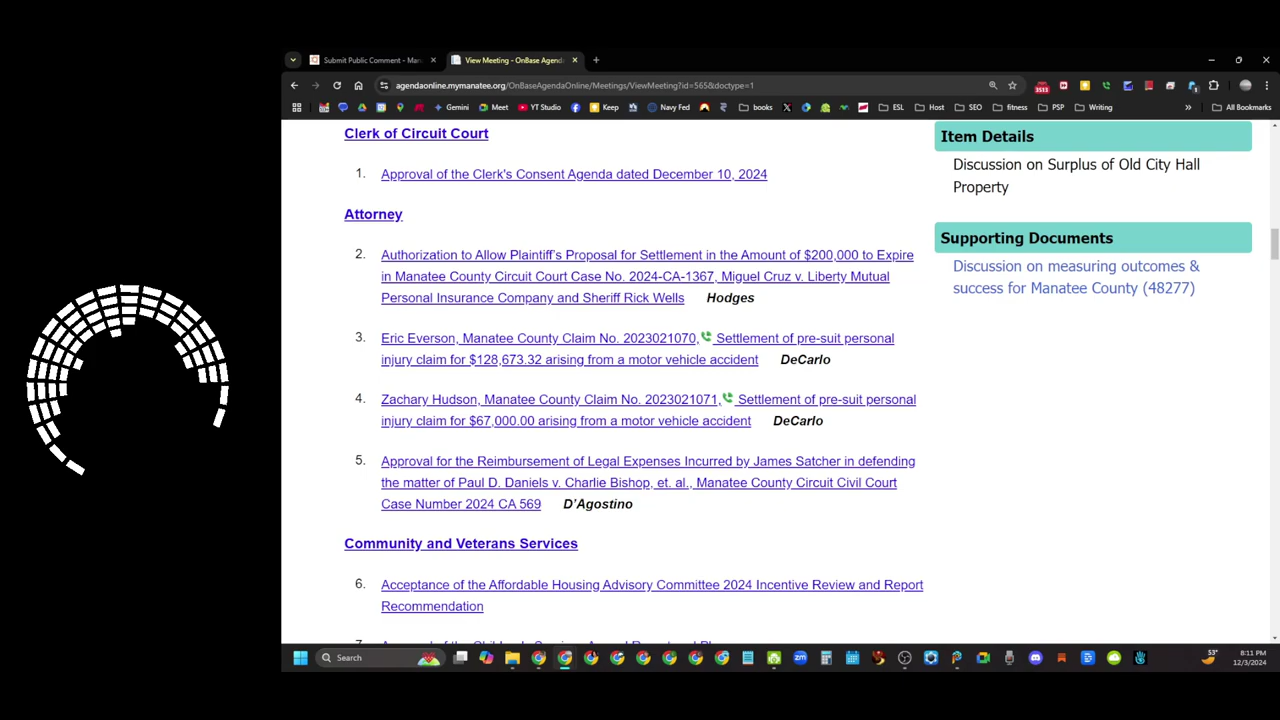 Submit Public Comment - Man
View Meeting - OnBase Agenda
agendaonline.mymanatee.org/OnBaseAgendaOnline/Meetings/ViewMeeting?id=565&doctype=1
Gemini
Meet
YT Studio
Keep
Navy Fed
books
ESL
Host
SEO
fitness
PSP
Writing
All Bookmarks
Clerk of Circuit Court
1. Approval of the Clerk's Consent Agenda dated December 10, 2024
Attorney
2. Authorization to Allow Plaintiff's Proposal for Settlement in the Amount of $200,000 to Expire
in Manatee County Circuit Court Case No. 2024-CA-1367, Miguel Cruz v. Liberty Mutual
Personal Insurance Company and Sheriff Rick Wells Hodges
3. Eric Everson, Manatee County Claim No. 2023021070, Settlement of pre-suit personal
injury claim for $128,673.32 arising from a motor vehicle accident DeCarlo
4. Zachary Hudson, Manatee County Claim No. 2023021071, Settlement of pre-suit personal
injury claim for $67,000.00 arising from a motor vehicle accident DeCarlo
5. Approval for the Reimbursement of Legal Expenses Incurred by James Satcher in defending
the matter of Paul D. Daniels v. Charlie Bishop, et. al., Manatee County Circuit Civil Court
Case Number 2024 CA 569 D'Agostino
Community and Veterans Services
6. Acceptance of the Affordable Housing Advisory Committee 2024 Incentive Review and Report
Recommendation
Item Details
Discussion on Surplus of Old City Hall
Property
Supporting Documents
Discussion on measuring outcomes &
success for Manatee County (48277)
Search
53°
8:11 PM
12/3/2024